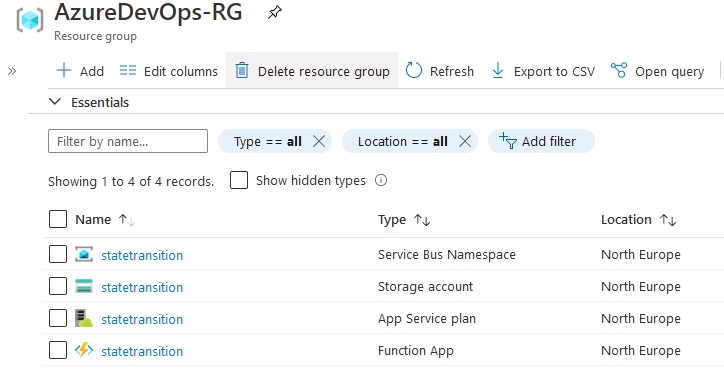 AzureDevOps-RG
Resource group
» + Add Edit columns Delete resource group Refresh Export to CSV Open query
Essentials
Filter by name... Type == all Location == all Add filter
Showing 1 to 4 of 4 records. Show hidden types
Name ↑↓ Type ↑↓ Location ↑↓
statetransition Service Bus Namespace North Europe
statetransition Storage account North Europe
statetransition App Service plan North Europe
statetransition Function App North Europe